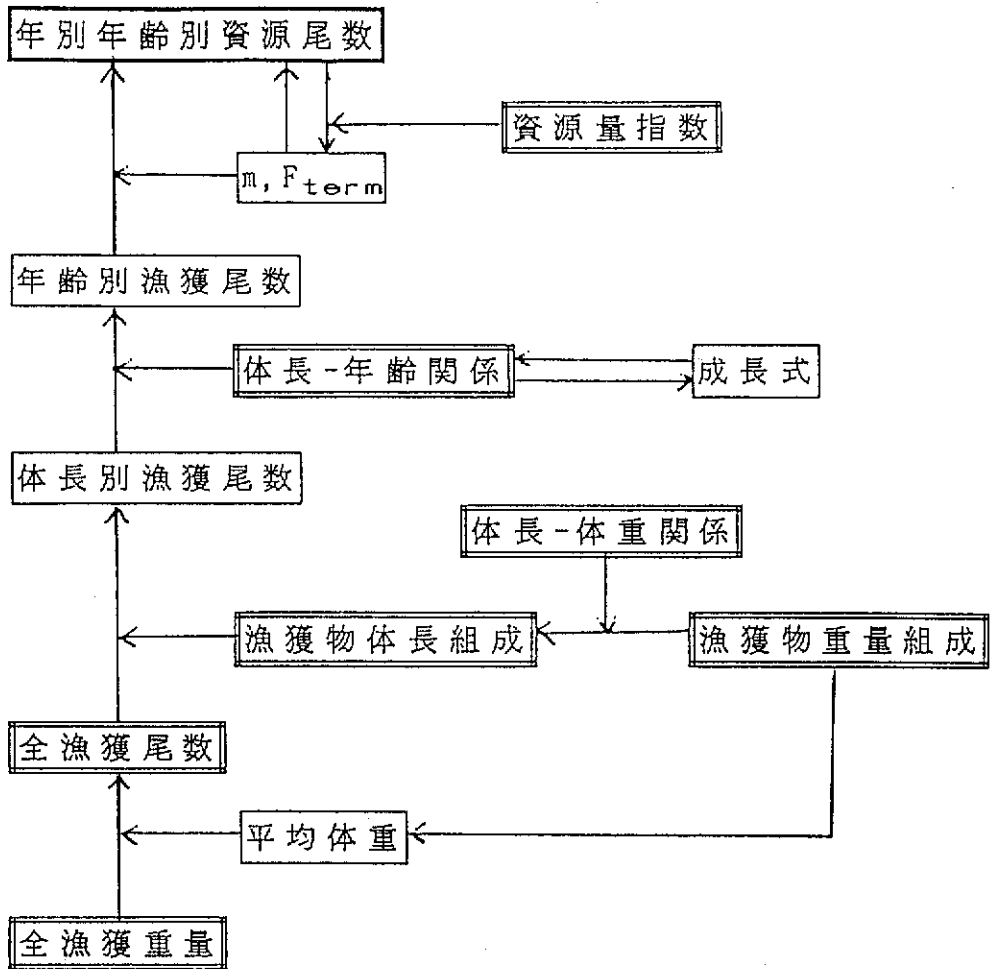 年別年齢別資源尾数
資源量指数
m, Fterm
年齢別漁獲尾数
体長-年齢関係
成長式
体長別漁獲尾数
体長-体重関係
漁獲物体長組成
漁獲物重量組成
全漁獲尾数
平均体重
全漁獲重量